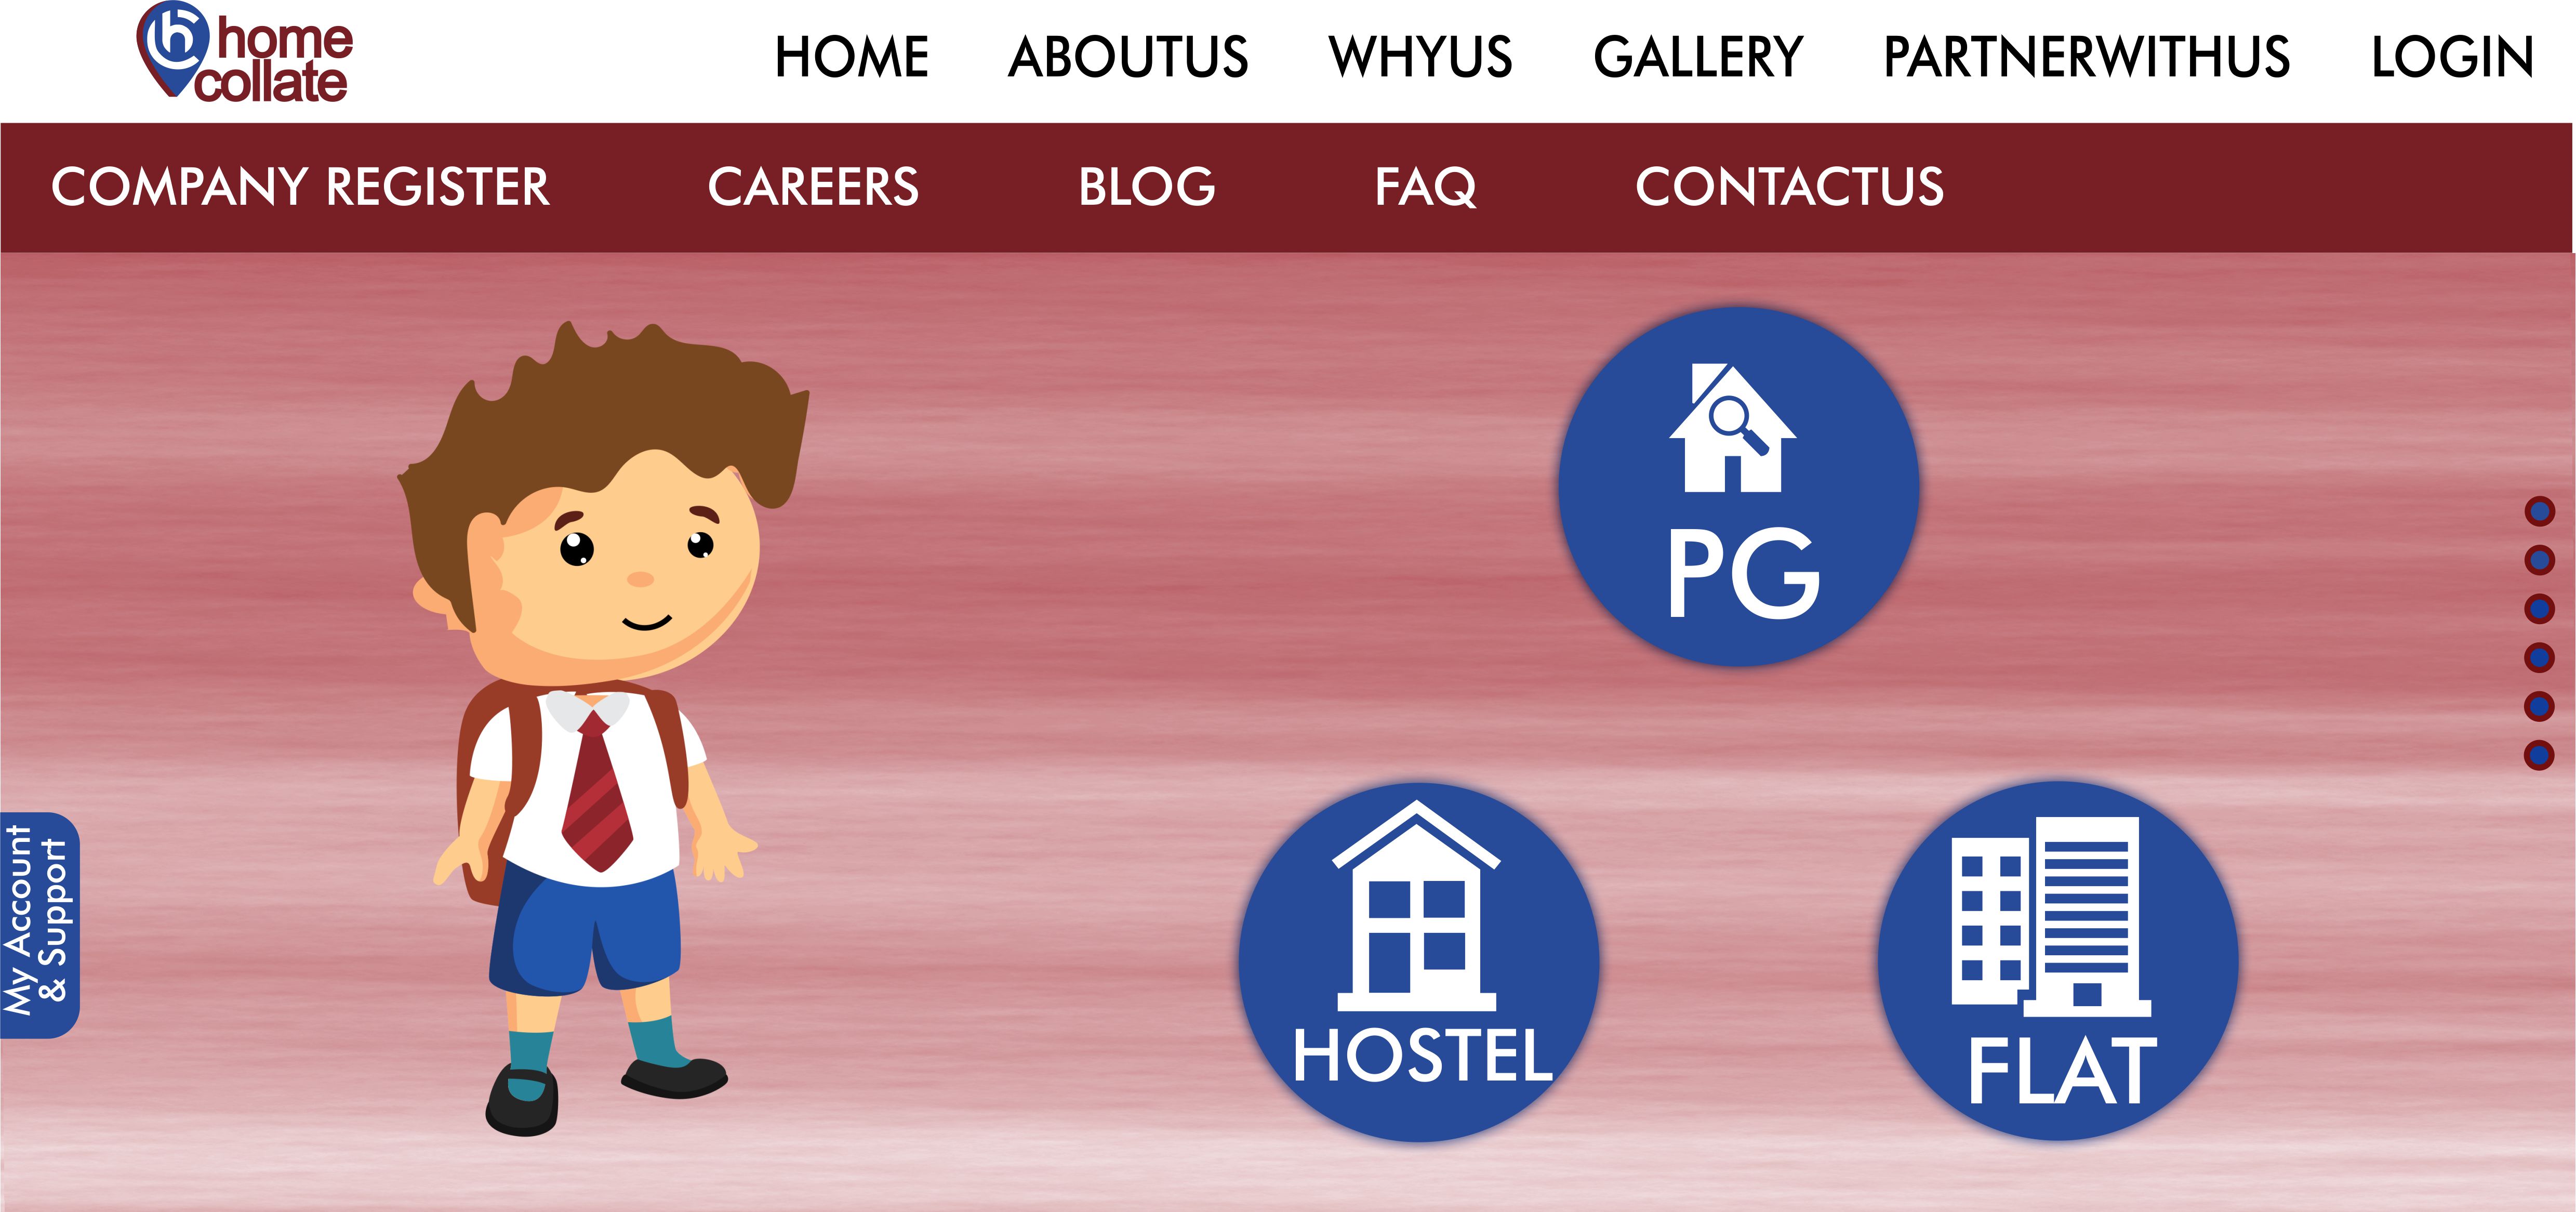 home
collate
HOME ABOUTUS WHYUS GALLERY PARTNERWITHUS LOGIN
COMPANY REGISTER CAREERS BLOG FAQ CONTACTUS
PG
My Account
& Support
HOSTEL
FLAT